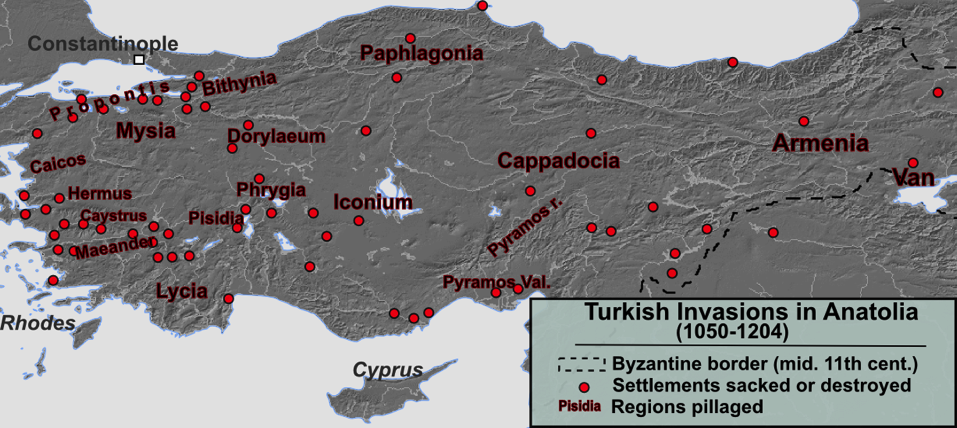 Constantinople
Paphlagonia
Propontis
Bithynia
Mysia
Dorylaeum
Armenia
Caicos
Cappadocia
Van
Hermus
Phrygia
Iconium
Caystrus
Pisidia
Pyramos r.
Maeander
Lycia
Pyramos Val.
Rhodes
Cyprus
Turkish Invasions in Anatolia
(1050-1204)
Byzantine border (mid. 11th cent.)
Settlements sacked or destroyed
Pisidia Regions pillaged